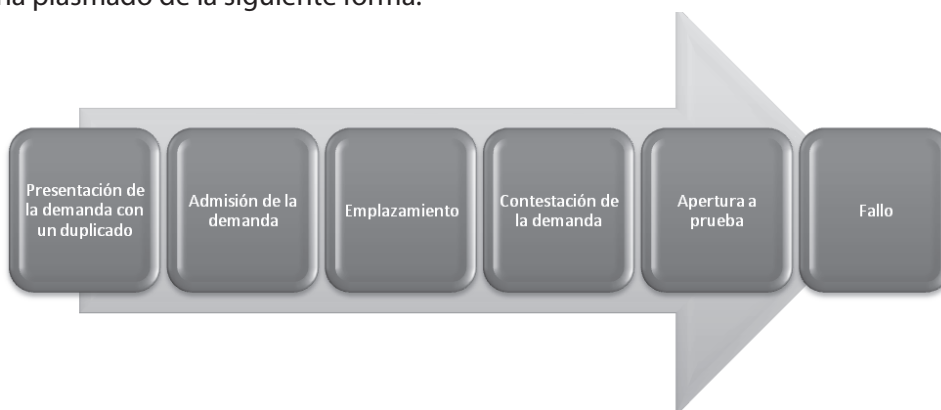 na plasmado de la siguiente forma:
Presentación de
la demanda con
un duplicado
Admisión de la
demanda
Emplazamiento
Contestación de
la demanda
Apertura a
prueba
Fallo